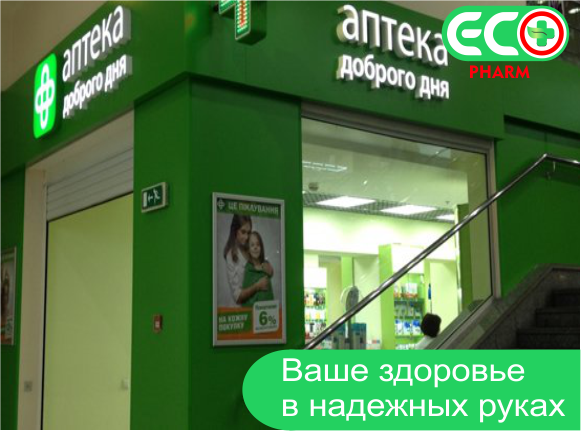 аптека
доброго дня
аптека
доброго дня
ECO
PHARM
ЦЕ ПІКЛУВАННЯ
НА КОЖНУ
ПОКУПКУ
6%
Ваше здоровье
в надежных руках